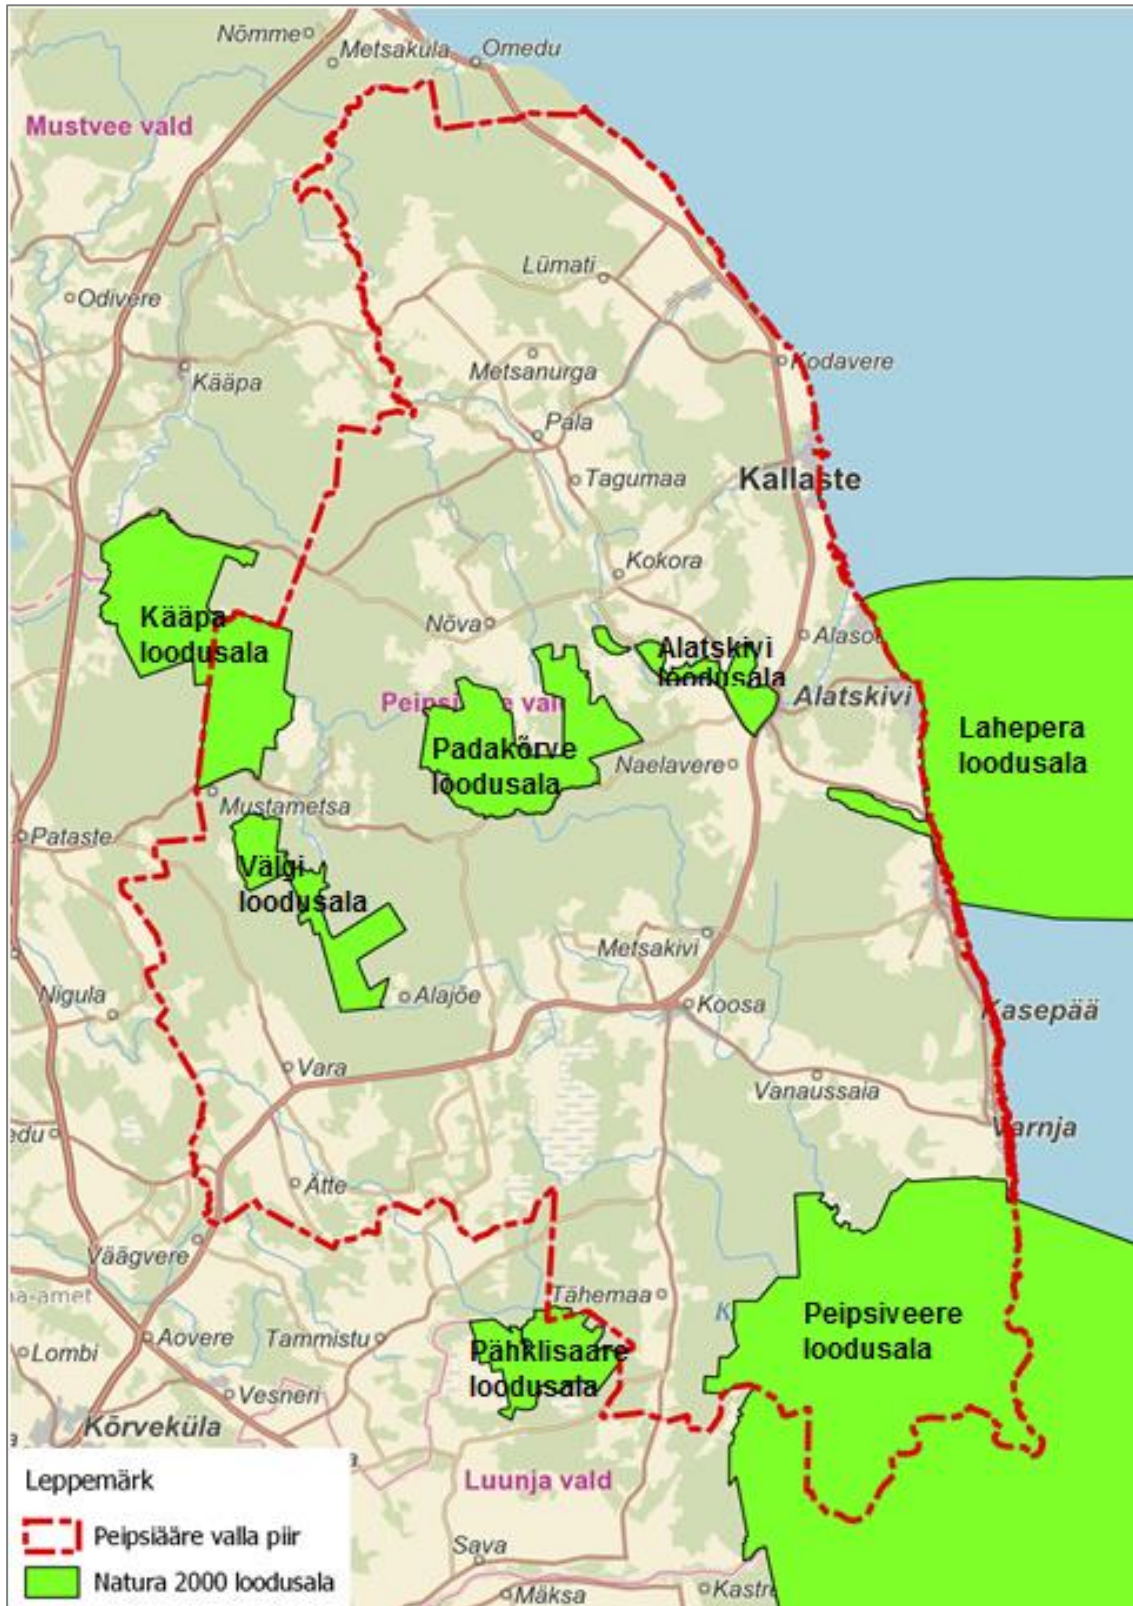 Nõmme
Metsaküla
Omedu
Mustvee vald
Lümati
Odivere
Metsanurga
Kodavere
Kääpa
Pala
Tagumaa
Kallaste
Kokora
Kääpa
loodusala
Nõva
Alatskivi
loodusala
Alatskivi
Padakõrve
loodusala
Naelavere
Lahepera
loodusala
Mustametsa
Pataste
Välgi
loodusala
Metsakivi
Nigula
Alajõe
Koosa
Kasepää
Vara
Vanaussaia
Varnja
Ätte
Väägvere
Tähemaa
Peipsiveere
loodusala
Aovere
Tammistu
Lombi
Pähklisaare
loodusala
Vesneri
Kõrveküla
Luunja vald
Leppemärk
Peipsiääre valla piir
Natura 2000 loodusala
Sava
Mäksa